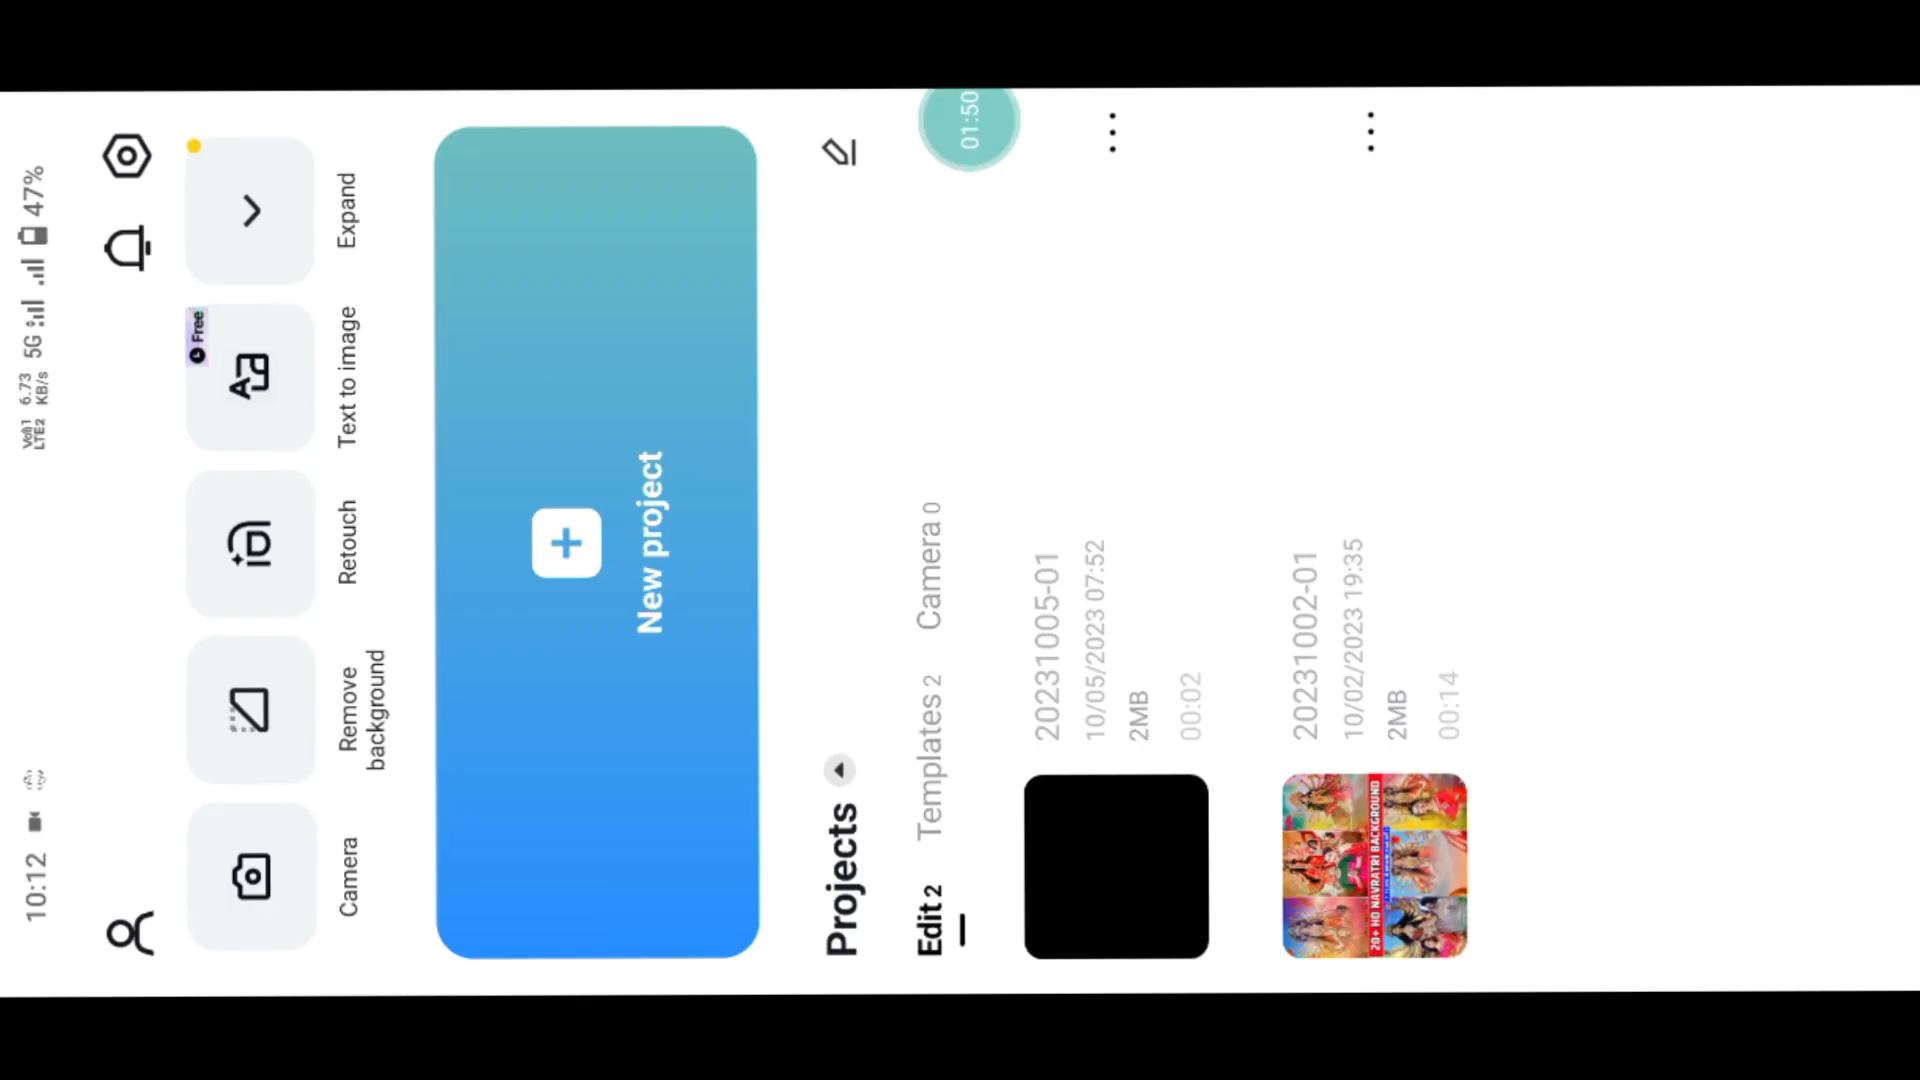 10:12
VoD1 LTE2 6.73 KB/s 5G 47%
Camera
Remove background
Retouch
Free
Text to image
Expand
New project
Projects
01:50
Edit 2 Templates 2 Camera 0
20231005-01
10/05/2023 07:52
2MB
00:02
20231002-01
10/02/2023 19:35
2MB
00:14
20+ HD NAVRATRI BACKGROUND